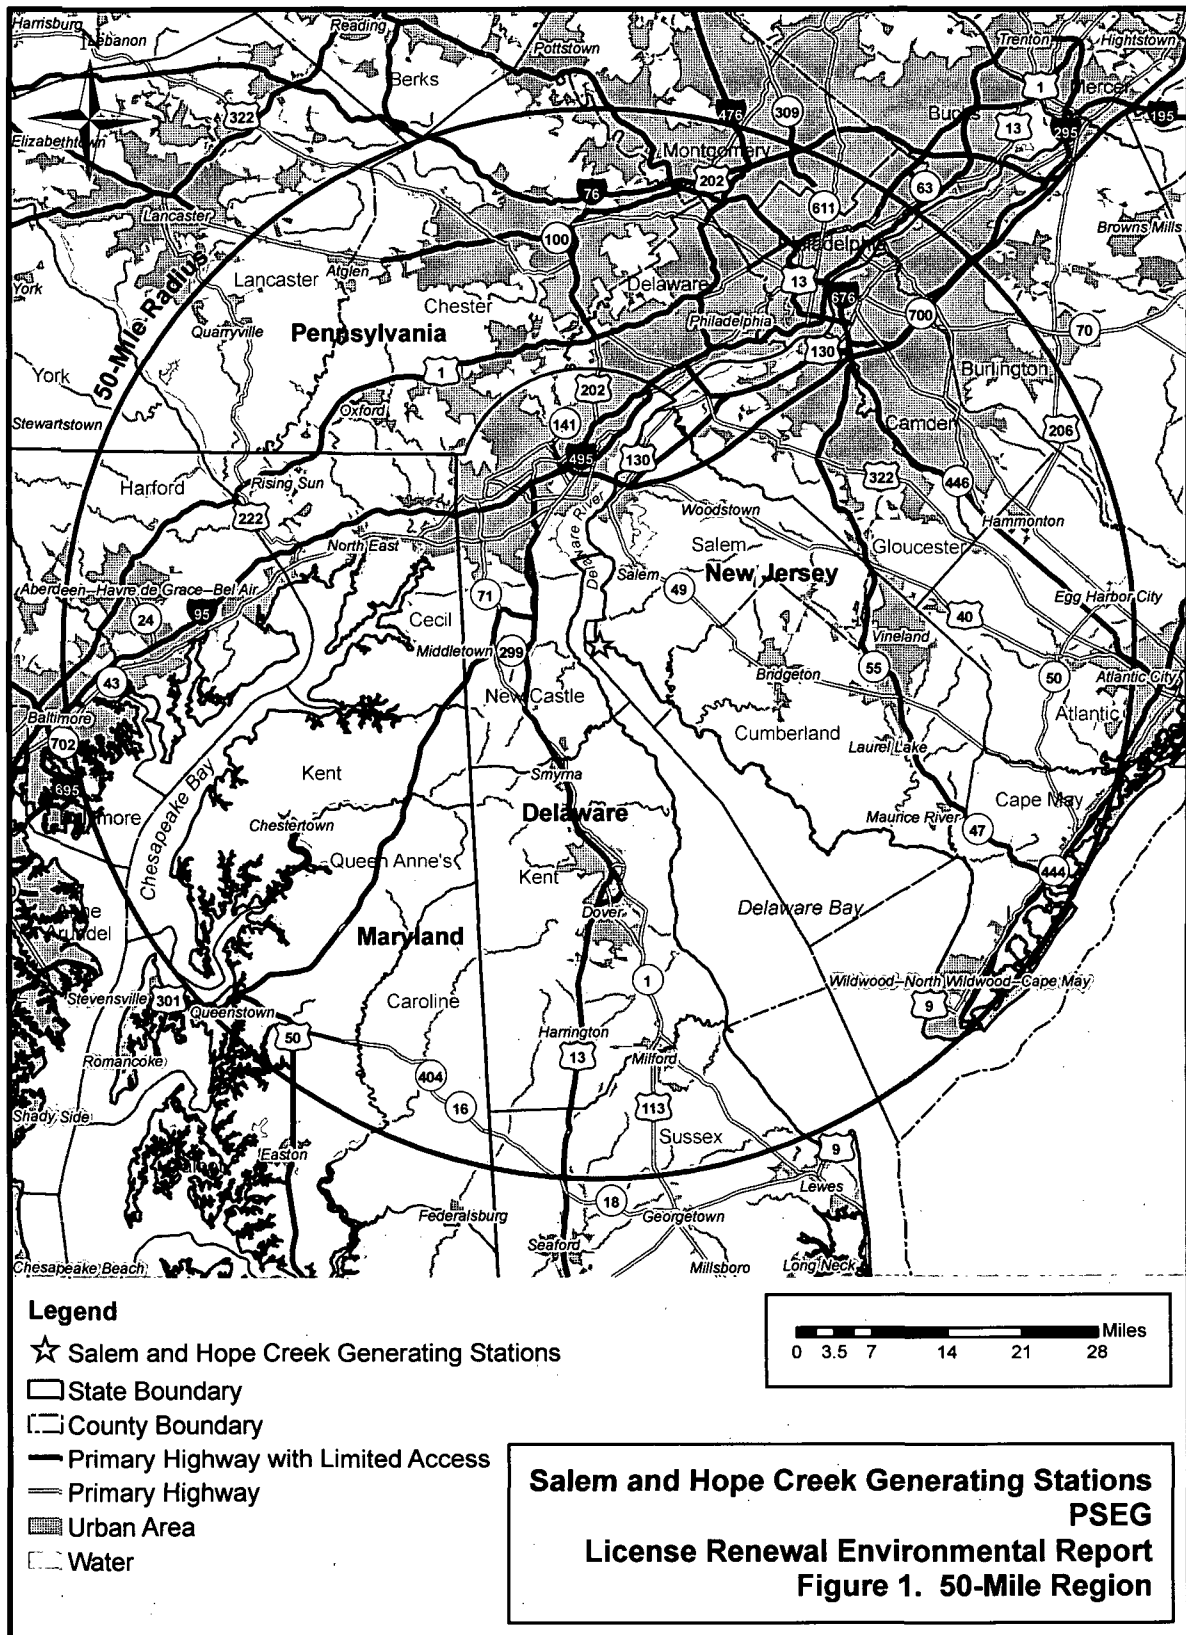 Harrisburg
Lebanon
Reading
Pottstown
Trenton
Hightstown
Berks
322
476
309
Bucks
1
13
Mercer
295
195
Elizabethtown
Montgomery
202
76
63
611
Lancaster
100
Philadelphia
Browns Mills
York
Atglen
Lancaster
Chester
Delaware
13
676
50-Mile Radius
Quarryville
Pennsylvania
Philadelphia
700
70
130
York
1
Burlington
Oxford
202
Stewartstown
141
Camden
206
495
130
Harford
Rising Sun
322
446
222
Delaware River
Woodstown
Hammonton
North East
Salem
Gloucester
Salem
New Jersey
Aberdeen–Havre de Grace–Bel Air
95
24
71
49
Egg Harbor City
40
Cecil
Middletown
299
Vineland
55
Bridgeton
50
Atlantic City
43
New Castle
Atlantic
Baltimore
702
Cumberland
Laurel Lake
695
Chesapeake Bay
Kent
Smyrna
Cape May
Delaware
Maurice River
47
Chestertown
Queen Anne's
Kent
444
Anne
Arundel
Dover
Delaware Bay
Maryland
1
Wildwood–North Wildwood–Cape May
9
Stevensville
301
Queenstown
Caroline
50
Harrington
13
Milford
Romancoke
404
16
113
Shady Side
Sussex
9
Easton
Lewes
18
Federalsburg
Georgetown
Seaford
Chesapeake Beach
Millsboro
Long Neck
Legend
Salem and Hope Creek Generating Stations
State Boundary
County Boundary
Primary Highway with Limited Access
Primary Highway
Urban Area
Water
Miles
0 3.5 7 14 21 28
Salem and Hope Creek Generating Stations
PSEG
License Renewal Environmental Report
Figure 1. 50-Mile Region